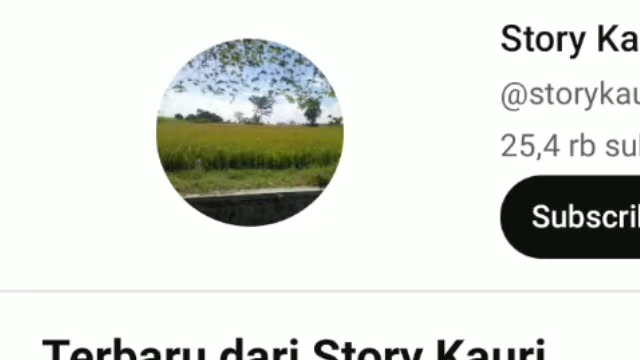 Story Ka
@storykau
25,4 rb su
Subscri
Terbaru dari Story Kauri